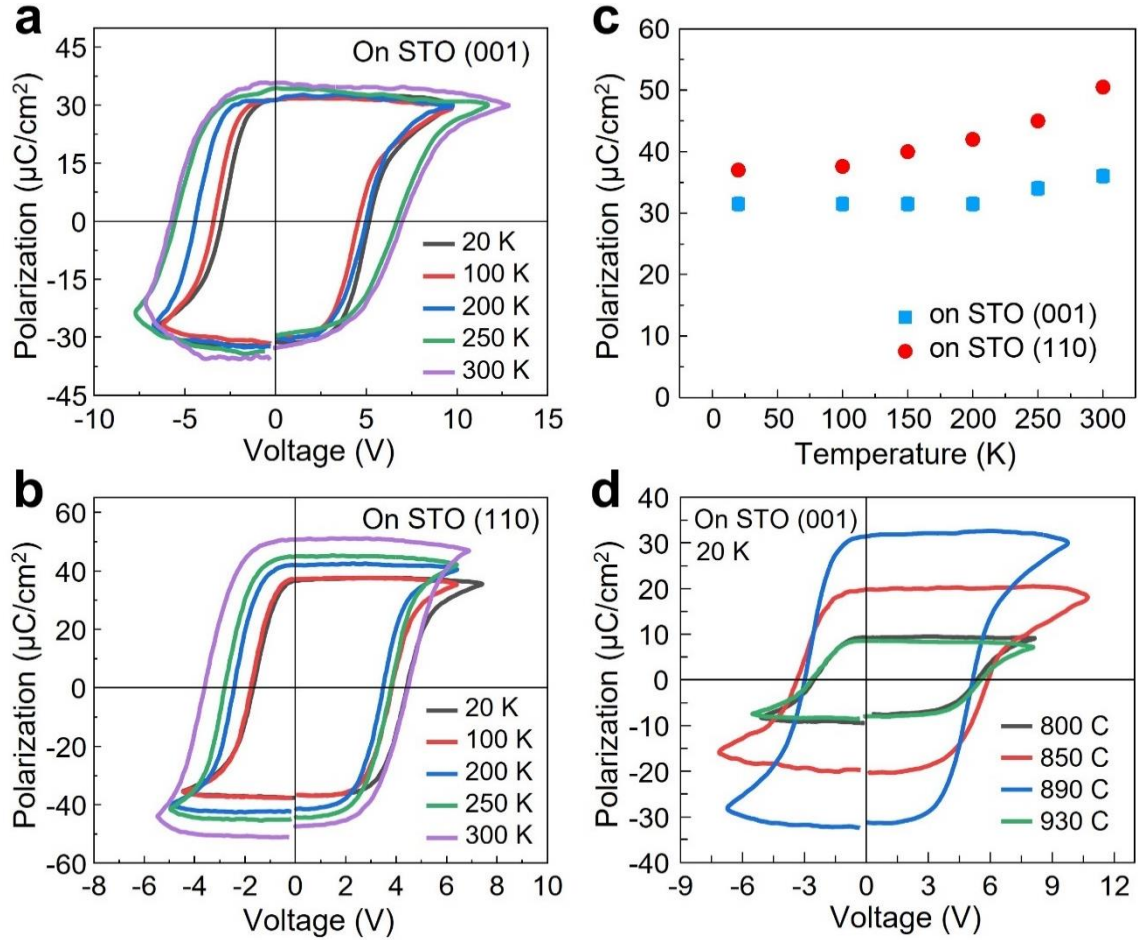 a
On STO (001)
Polarization (µC/cm²)
45
30
15
0
-15
-30
-45
20 K
100 K
200 K
250 K
300 K
-10 -5 0 5 10 15
Voltage (V)
c
Polarization (µC/cm²)
60
50
40
30
20
10
0
on STO (001)
on STO (110)
0 50 100 150 200 250 300
Temperature (K)
b
On STO (110)
Polarization (µC/cm²)
60
40
20
0
-20
-40
-60
20 K
100 K
200 K
250 K
300 K
-8 -6 -4 -2 0 2 4 6 8 10
Voltage (V)
d
On STO (001)
20 K
Polarization (µC/cm²)
40
30
20
10
0
-10
-20
-30
-40
800 C
850 C
890 C
930 C
-9 -6 -3 0 3 6 9 12
Voltage (V)